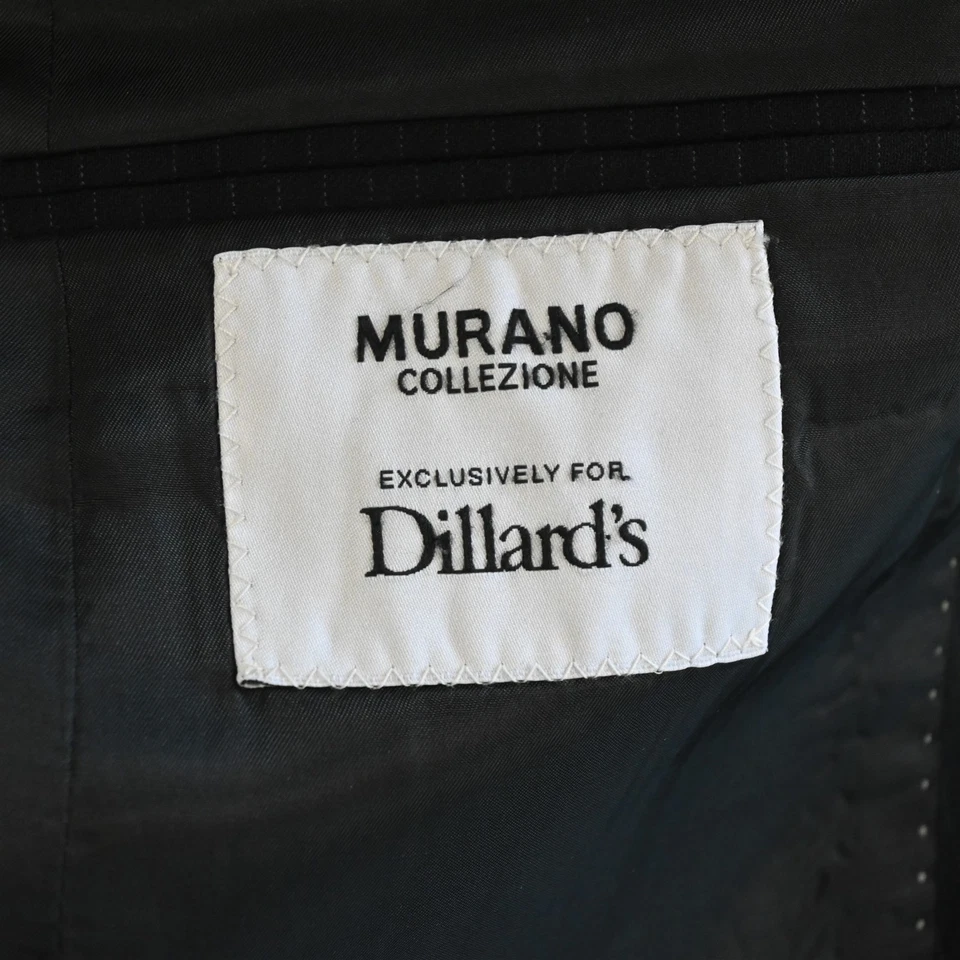 MURANO
COLLEZIONE
EXCLUSIVELY FOR
Dillard's